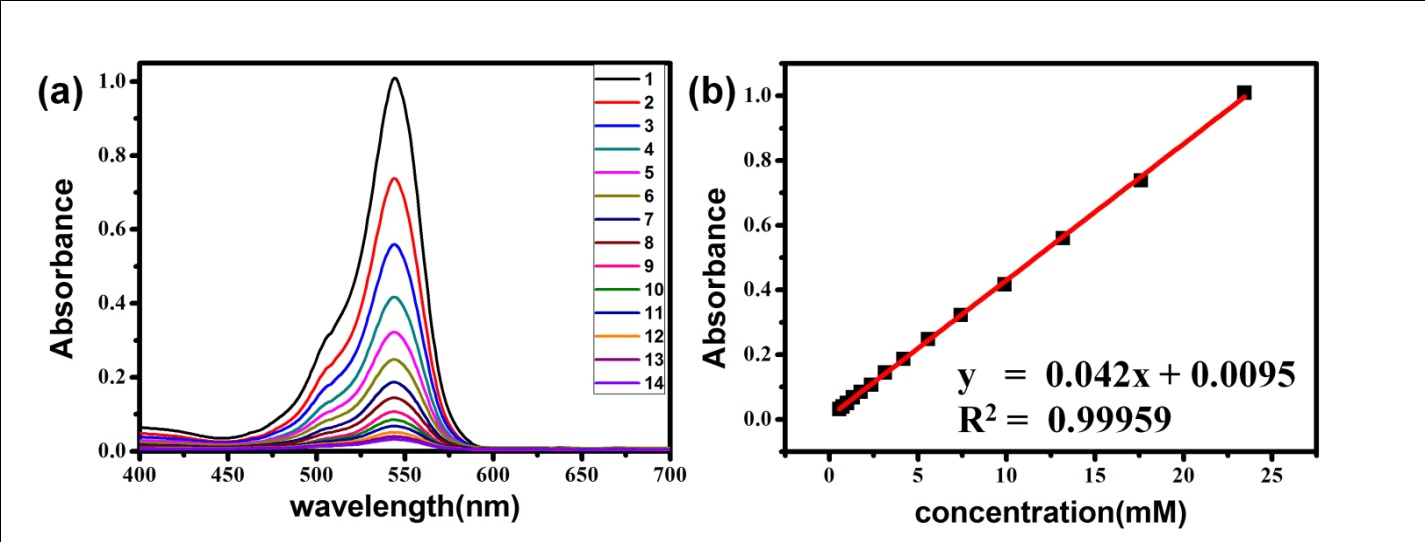 (a)
Absorbance
1.0
0.8
0.6
0.4
0.2
0.0
400 450 500 550 600 650 700
wavelength(nm)
1
2
3
4
5
6
7
8
9
10
11
12
13
14
(b)
Absorbance
1.0
0.8
0.6
0.4
0.2
0.0
0 5 10 15 20 25
concentration(mM)
y = 0.042x + 0.0095
R² = 0.99959